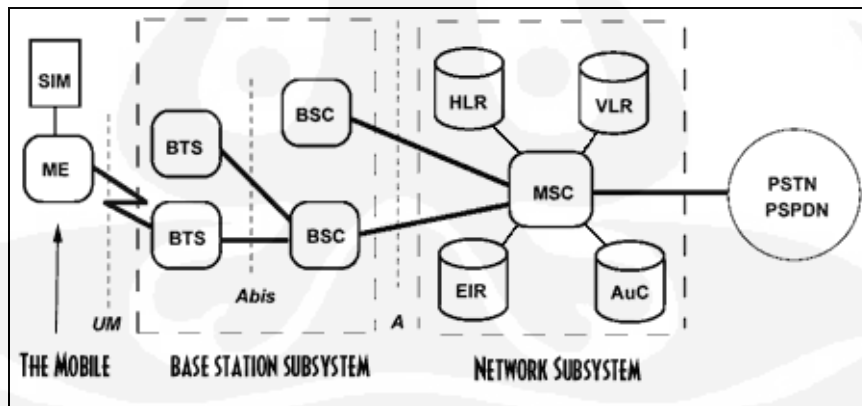 SIM
ME
BTS
BTS
BSC
BSC
HLR
VLR
MSC
EIR
AuC
PSTN
PSPDN
UM
Abis
A
THE MOBILE
BASE STATION SUBSYSTEM
NETWORK SUBSYSTEM